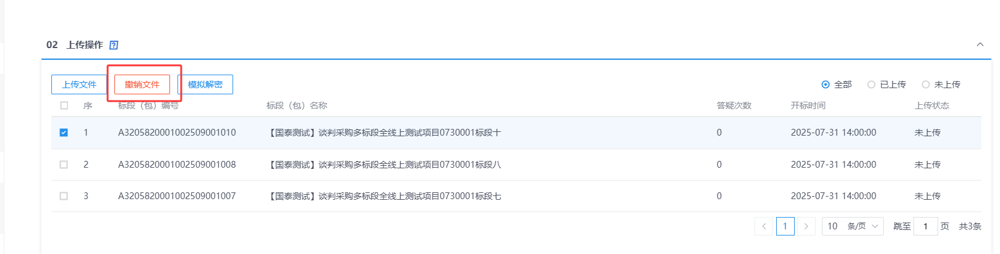 02 上传操作 ?
上传文件 撤销文件 模拟解密 全部 已上传 未上传
序 标段（包）编号 标段（包）名称 答疑次数 开标时间 上传状态
1 A3205820001002509001010 【国泰测试】谈判采购多标段全线上测试项目0730001标段十 0 2025-07-31 14:00:00 未上传
2 A3205820001002509001008 【国泰测试】谈判采购多标段全线上测试项目0730001标段八 0 2025-07-31 14:00:00 未上传
3 A3205820001002509001007 【国泰测试】谈判采购多标段全线上测试项目0730001标段七 0 2025-07-31 14:00:00 未上传
1 10 条/页 跳至 1 页 共3条